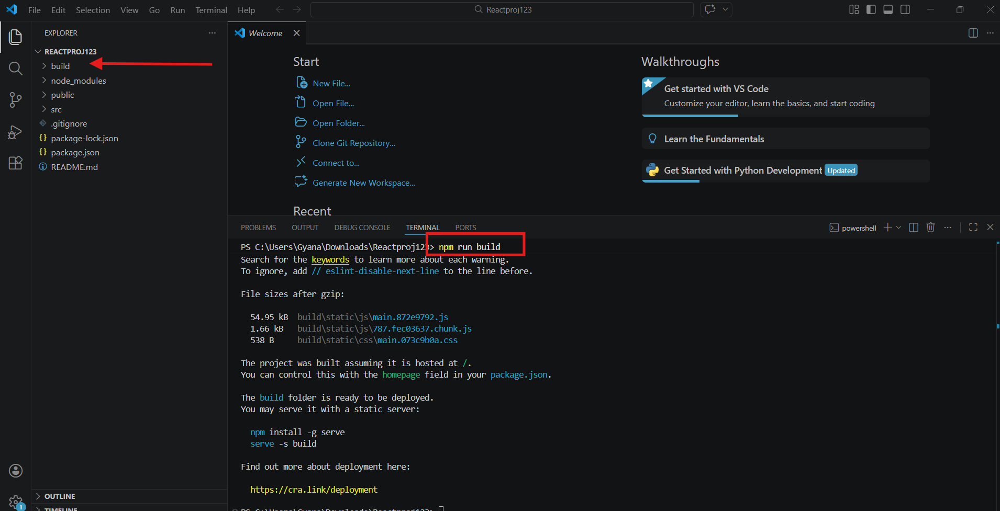 File Edit Selection View Go Run Terminal Help
Reactproj123
EXPLORER
REACTPROJ123
build
node_modules
public
src
.gitignore
package-lock.json
package.json
README.md
OUTLINE
TIMELINE
1
Welcome
Start
New File...
Open File...
Open Folder...
Clone Git Repository...
Connect to...
Generate New Workspace...
Recent
Walkthroughs
Get started with VS Code
Customize your editor, learn the basics, and start coding
Learn the Fundamentals
Get Started with Python Development Updated
PROBLEMS OUTPUT DEBUG CONSOLE TERMINAL PORTS
powershell
PS C:\Users\Gyana\Downloads\Reactproj123> npm run build
Search for the keywords to learn more about each warning.
To ignore, add // eslint-disable-next-line to the line before.
File sizes after gzip:
54.95 kB build\static\js\main.872e9792.js
1.66 kB build\static\js\787.fec03637.chunk.js
538 B build\static\css\main.073c9b0a.css
The project was built assuming it is hosted at /.
You can control this with the homepage field in your package.json.
The build folder is ready to be deployed.
You may serve it with a static server:
npm install -g serve
serve -s build
Find out more about deployment here:
https://cra.link/deployment
PS C:\Users\Gyana\Downloads\Reactproj123>